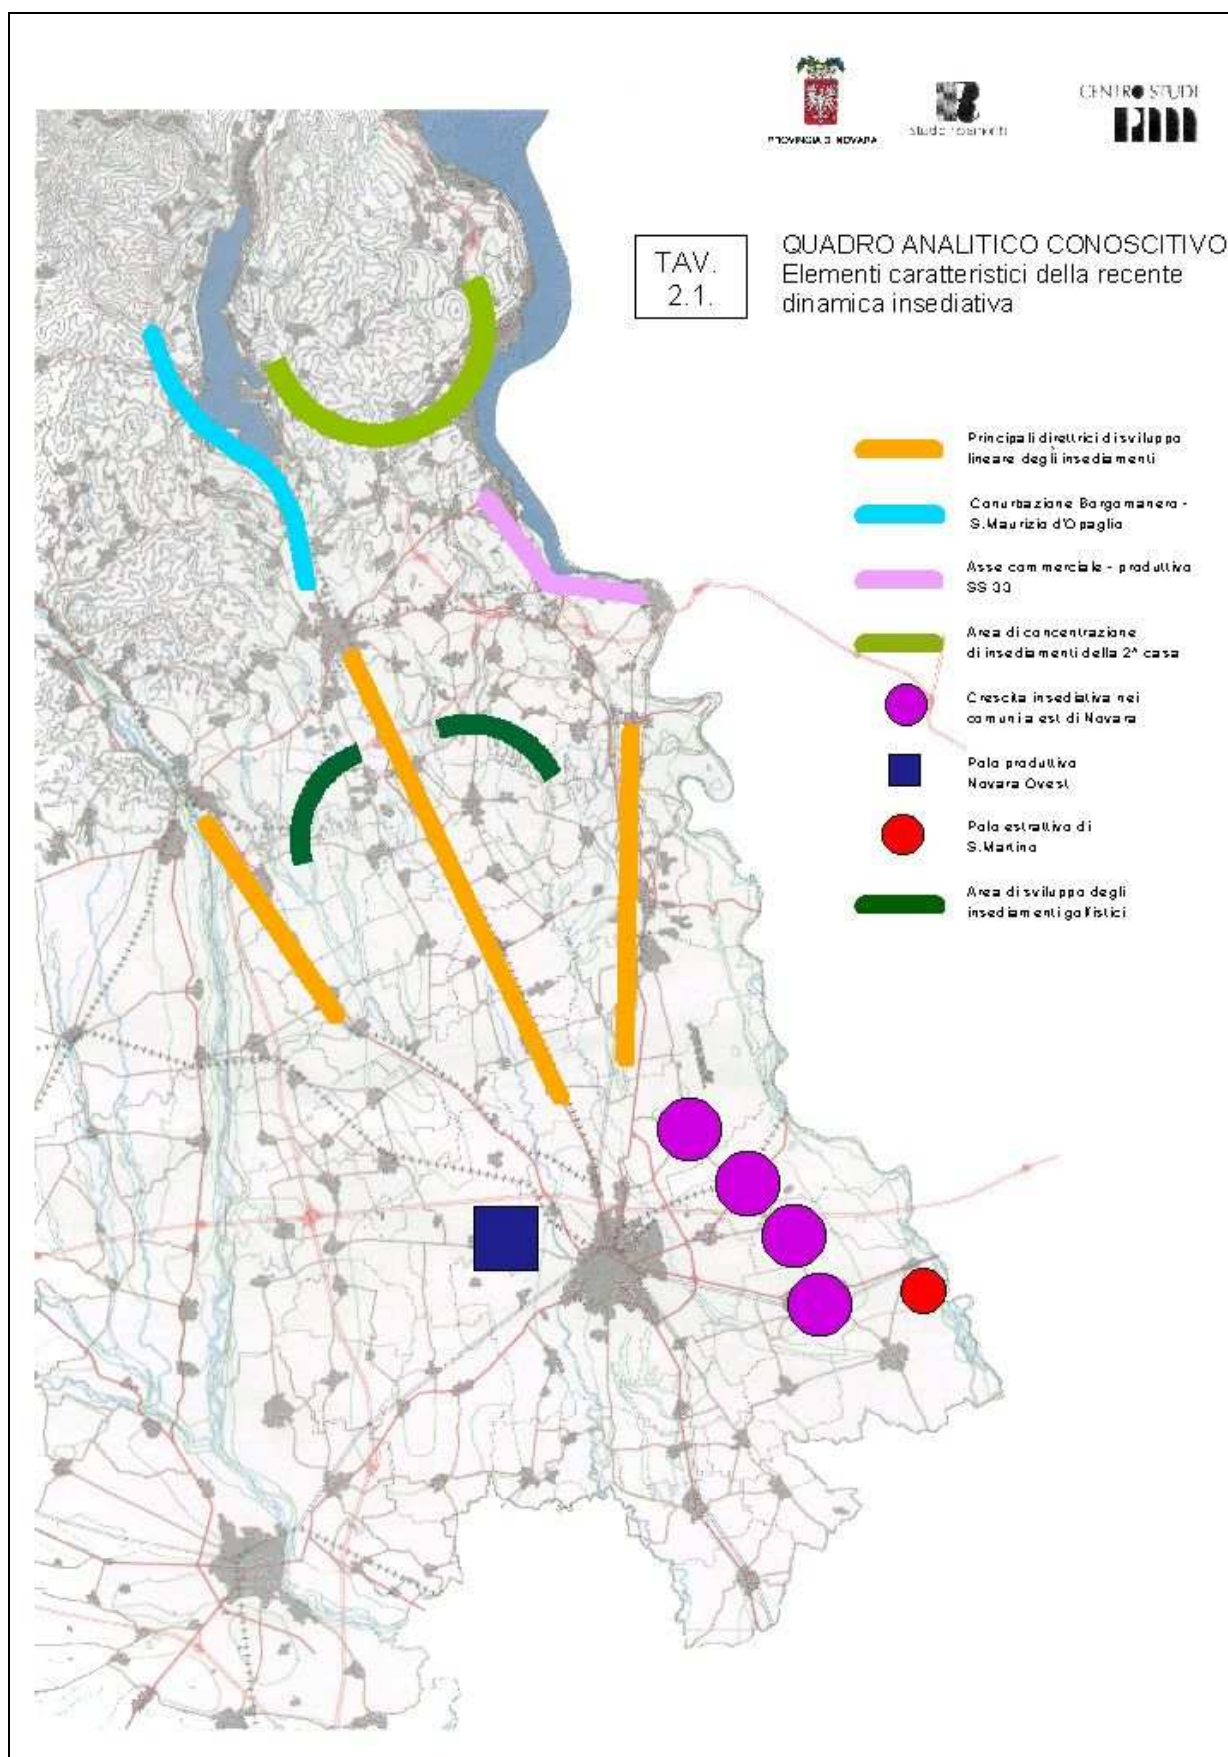 PROVINCIA DI NOVARA
CENTRO STUDI
PIM
TAV.
2.1.
QUADRO ANALITICO CONOSCITIVO
Elementi caratteristici della recente
dinamica insediativa
Principali direttrici di sviluppo
lineare degli insediamenti
Conurbazione Borgomanero -
S.Maurizio d'Opaglio
Asse commerciale - produttivo
SS 33
Area di concentrazione
di insediamenti della 2ª casa
Crescita insediativa nei
comuni a est di Novara
Polo produttivo
Novara Ovest
Polo estrattivo di
S.Martino
Area di sviluppo degli
insediamenti golfistici